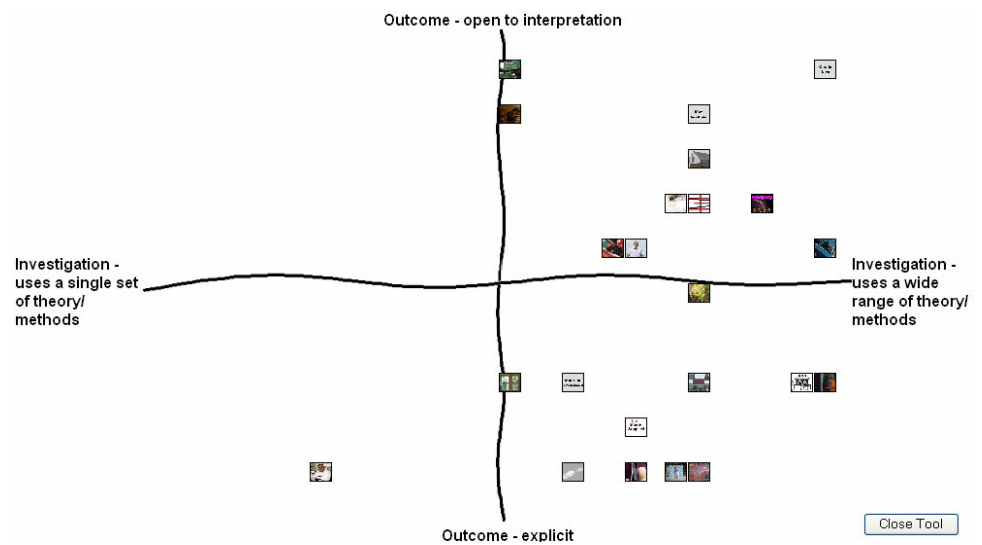 Outcome - open to interpretation
Investigation -
uses a single set
of theory/
methods
Investigation -
uses a wide
range of theory/
methods
Outcome - explicit
Close Tool